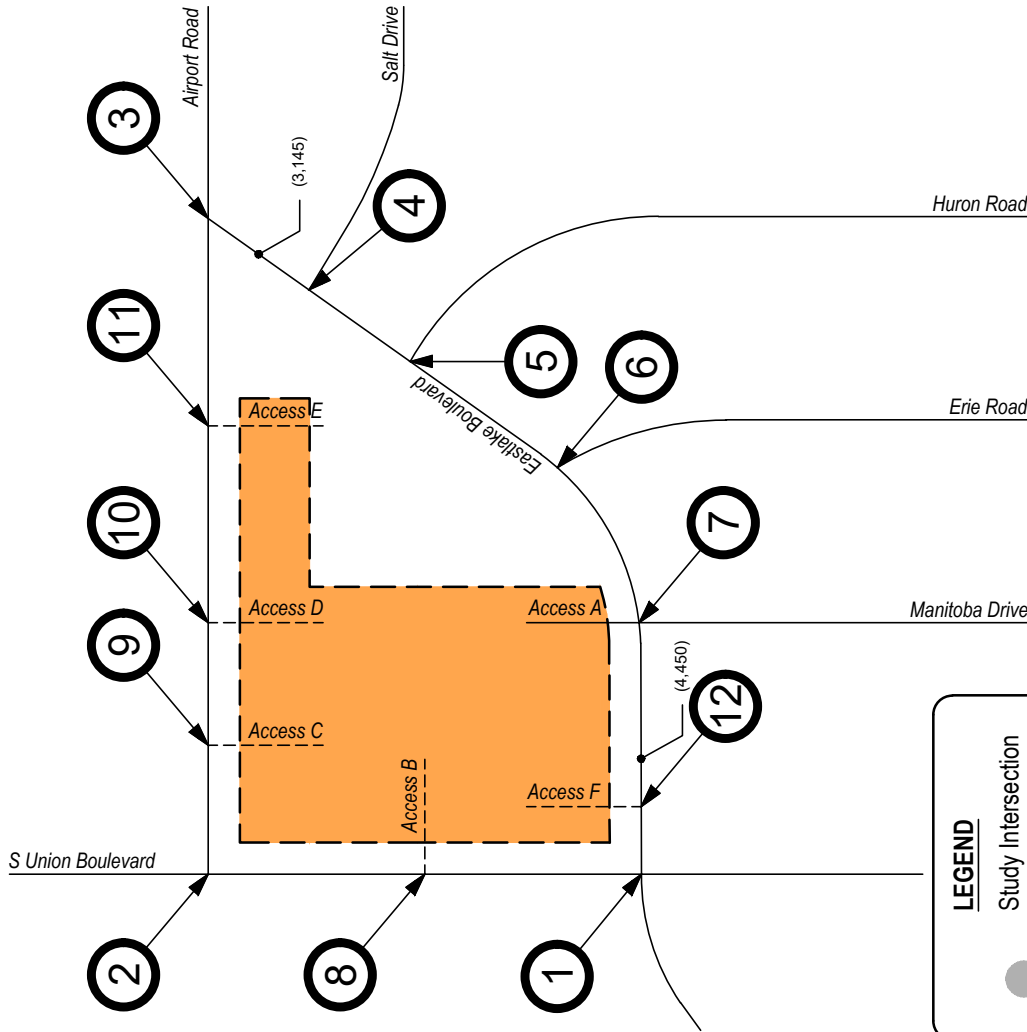 Airport Road
Salt Drive
3
(3,145)
4
11
Huron Road
5
6
Eastlake Boulevard
Access E
Erie Road
10
Access D
Access A
7
Manitoba Drive
9
(4,450)
Access C
12
Access B
Access F
S Union Boulevard
2
8
1
LEGEND
Study Intersection